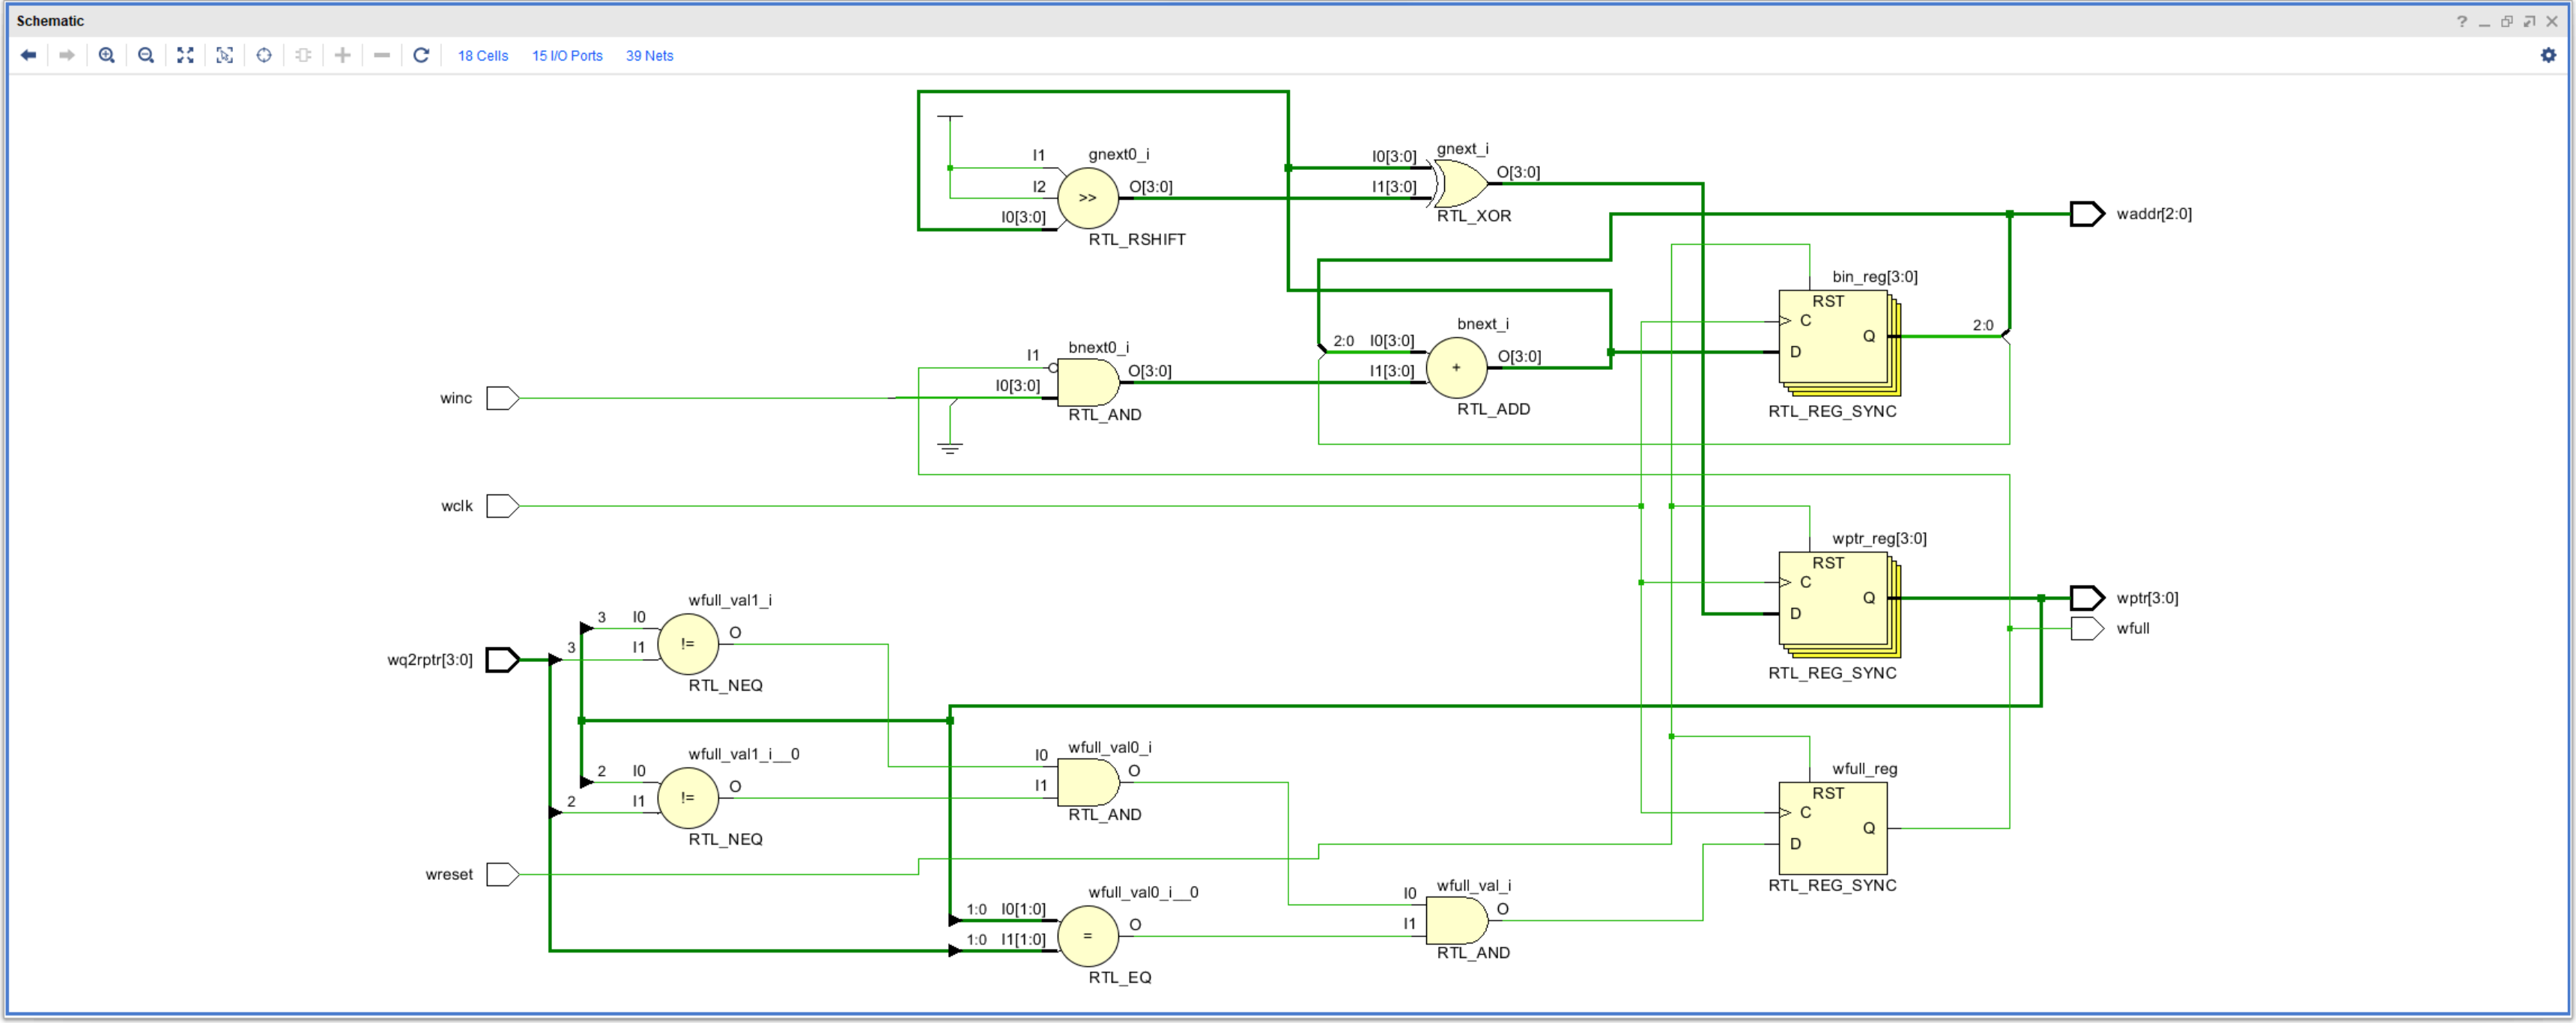 Schematic
?
18 Cells 15 I/O Ports 39 Nets
gnext0_i
I1
I2
I0[3:0]
>>
O[3:0]
RTL_RSHIFT
gnext_i
I0[3:0]
I1[3:0]
O[3:0]
RTL_XOR
waddr[2:0]
bin_reg[3:0]
RST
C
D
Q
2:0
RTL_REG_SYNC
bnext_i
2:0 I0[3:0]
I1[3:0]
+
O[3:0]
RTL_ADD
bnext0_i
I1
I0[3:0]
O[3:0]
RTL_AND
winc
wclk
wptr_reg[3:0]
RST
C
D
Q
RTL_REG_SYNC
wptr[3:0]
wfull
wfull_val1_i
3 I0
3 I1
!=
O
RTL_NEQ
wq2rptr[3:0]
wfull_val1_i__0
2 I0
2 I1
!=
O
RTL_NEQ
wfull_val0_i
I0
I1
O
RTL_AND
wfull_reg
RST
C
D
Q
RTL_REG_SYNC
wreset
wfull_val0_i__0
1:0 I0[1:0]
1:0 I1[1:0]
=
O
RTL_EQ
wfull_val_i
I0
I1
O
RTL_AND